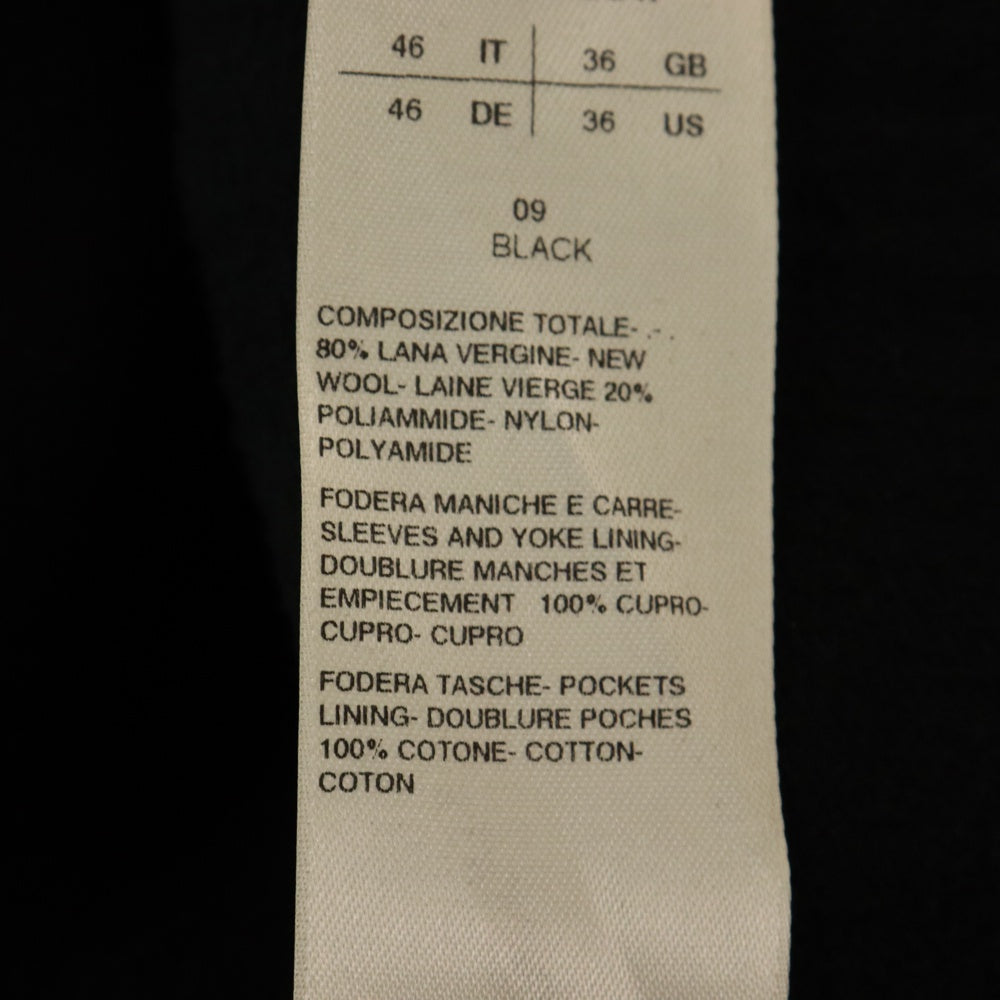 46 IT 36 GB
46 DE 36 US
09
BLACK
COMPOSIZIONE TOTALE- .-.
80% LANA VERGINE- NEW
WOOL- LAINE VIERGE 20%
POLIAMMIDE- NYLON-
POLYAMIDE
FODERA MANICHE E CARRE-
SLEEVES AND YOKE LINING-
DOUBLURE MANCHES ET
EMPIECEMENT 100% CUPRO-
CUPRO- CUPRO
FODERA TASCHE- POCKETS
LINING- DOUBLURE POCHES
100% COTONE- COTTON-
COTON